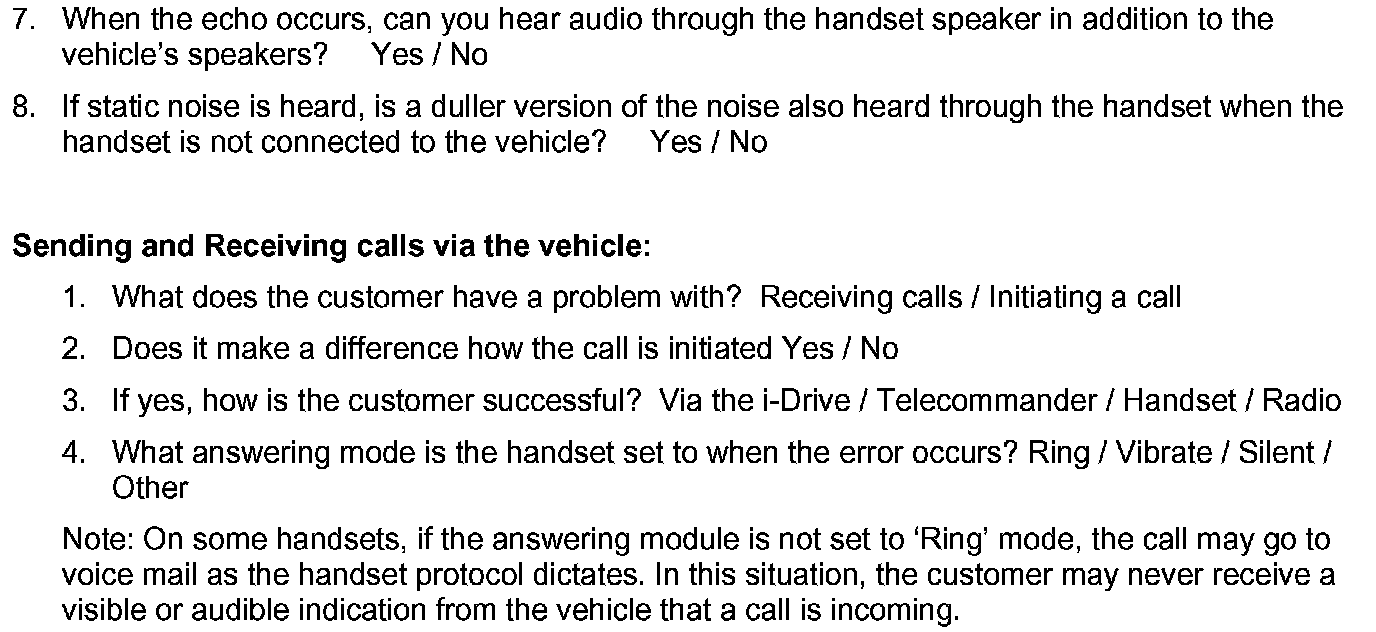 7. When the echo occurs, can you hear audio through the handset speaker in addition to the
vehicle’s speakers? Yes / No
8. If static noise is heard, is a duller version of the noise also heard through the handset when the
handset is not connected to the vehicle? Yes / No
Sending and Receiving calls via the vehicle:
1. What does the customer have a problem with? Receiving calls / Initiating a call
2. Does it make a difference how the call is initiated Yes / No
3. If yes, how is the customer successful? Via the i-Drive / Telecommander / Handset / Radio
4. What answering mode is the handset set to when the error occurs? Ring / Vibrate / Silent /
Other
Note: On some handsets, if the answering module is not set to ‘Ring’ mode, the call may go to
voice mail as the handset protocol dictates. In this situation, the customer may never receive a
visible or audible indication from the vehicle that a call is incoming.